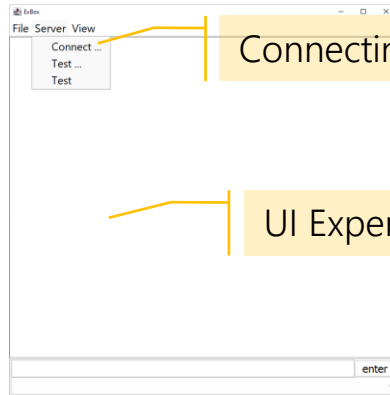 ExBox
File Server View
Connect ...
Test ...
Test
Connectin
UI Exper
enter